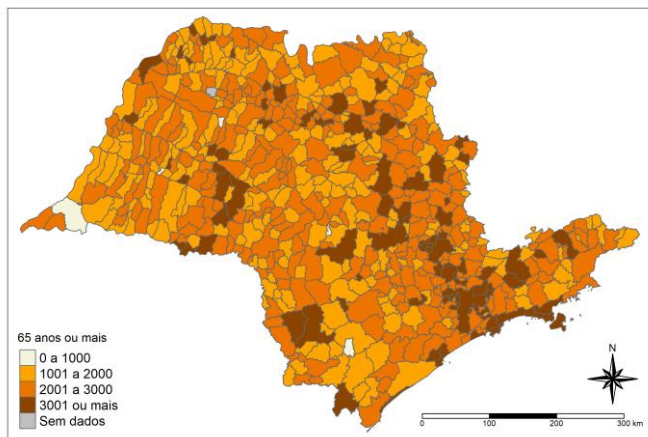 65 anos ou mais
0 a 1000
1001 a 2000
2001 a 3000
3001 ou mais
Sem dados
N
0 100 200 300 km